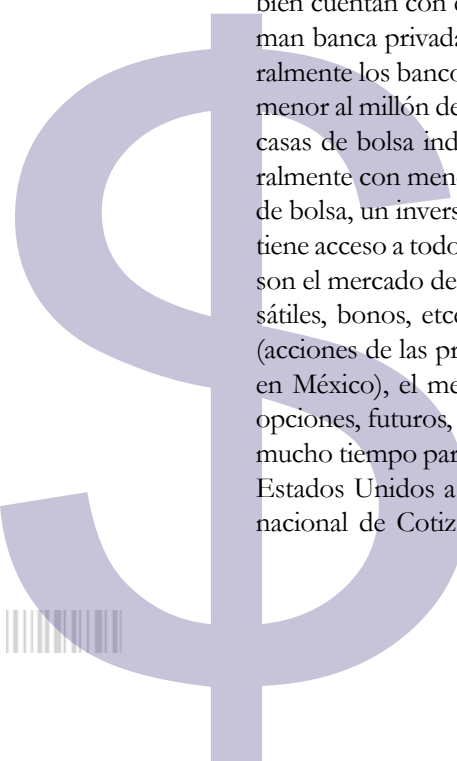 bien cuentan con
man banca privada
ralmente los banco
menor al millón de
casas de bolsa ind
ralmente con men
de bolsa, un invers
tiene acceso a todo
son el mercado de
sátiles, bonos, etc
(acciones de las pr
en México), el me
opciones, futuros,
mucho tiempo par
Estados Unidos a
nacional de Cotiz
$